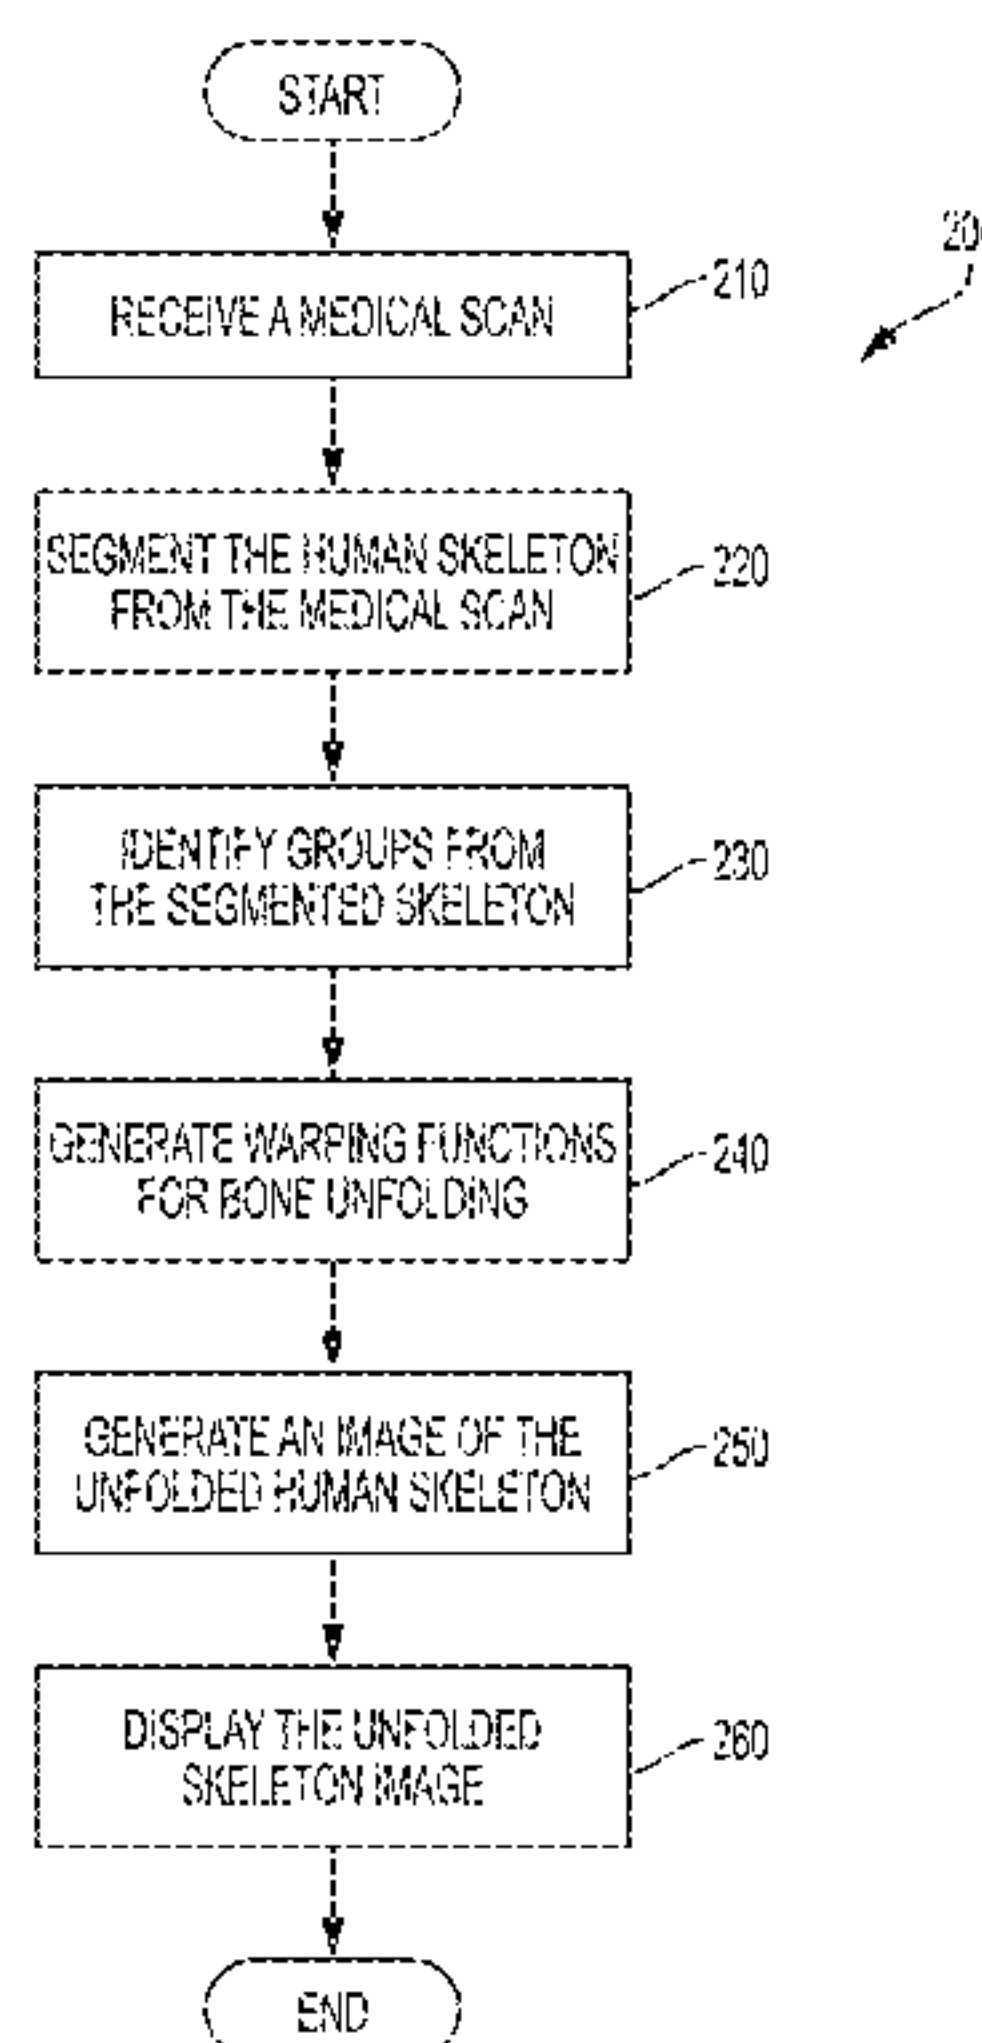 START
RECEIVE A MEDICAL SCAN
210
SEGMENT THE HUMAN SKELETON
FROM THE MEDICAL SCAN
220
IDENTIFY GROUPS FROM
THE SEGMENTED SKELETON
230
GENERATE WARPING FUNCTIONS
FOR BONE UNFOLDING
240
GENERATE AN IMAGE OF THE
UNFOLDED HUMAN SKELETON
250
DISPLAY THE UNFOLDED
SKELETON IMAGE
260
END